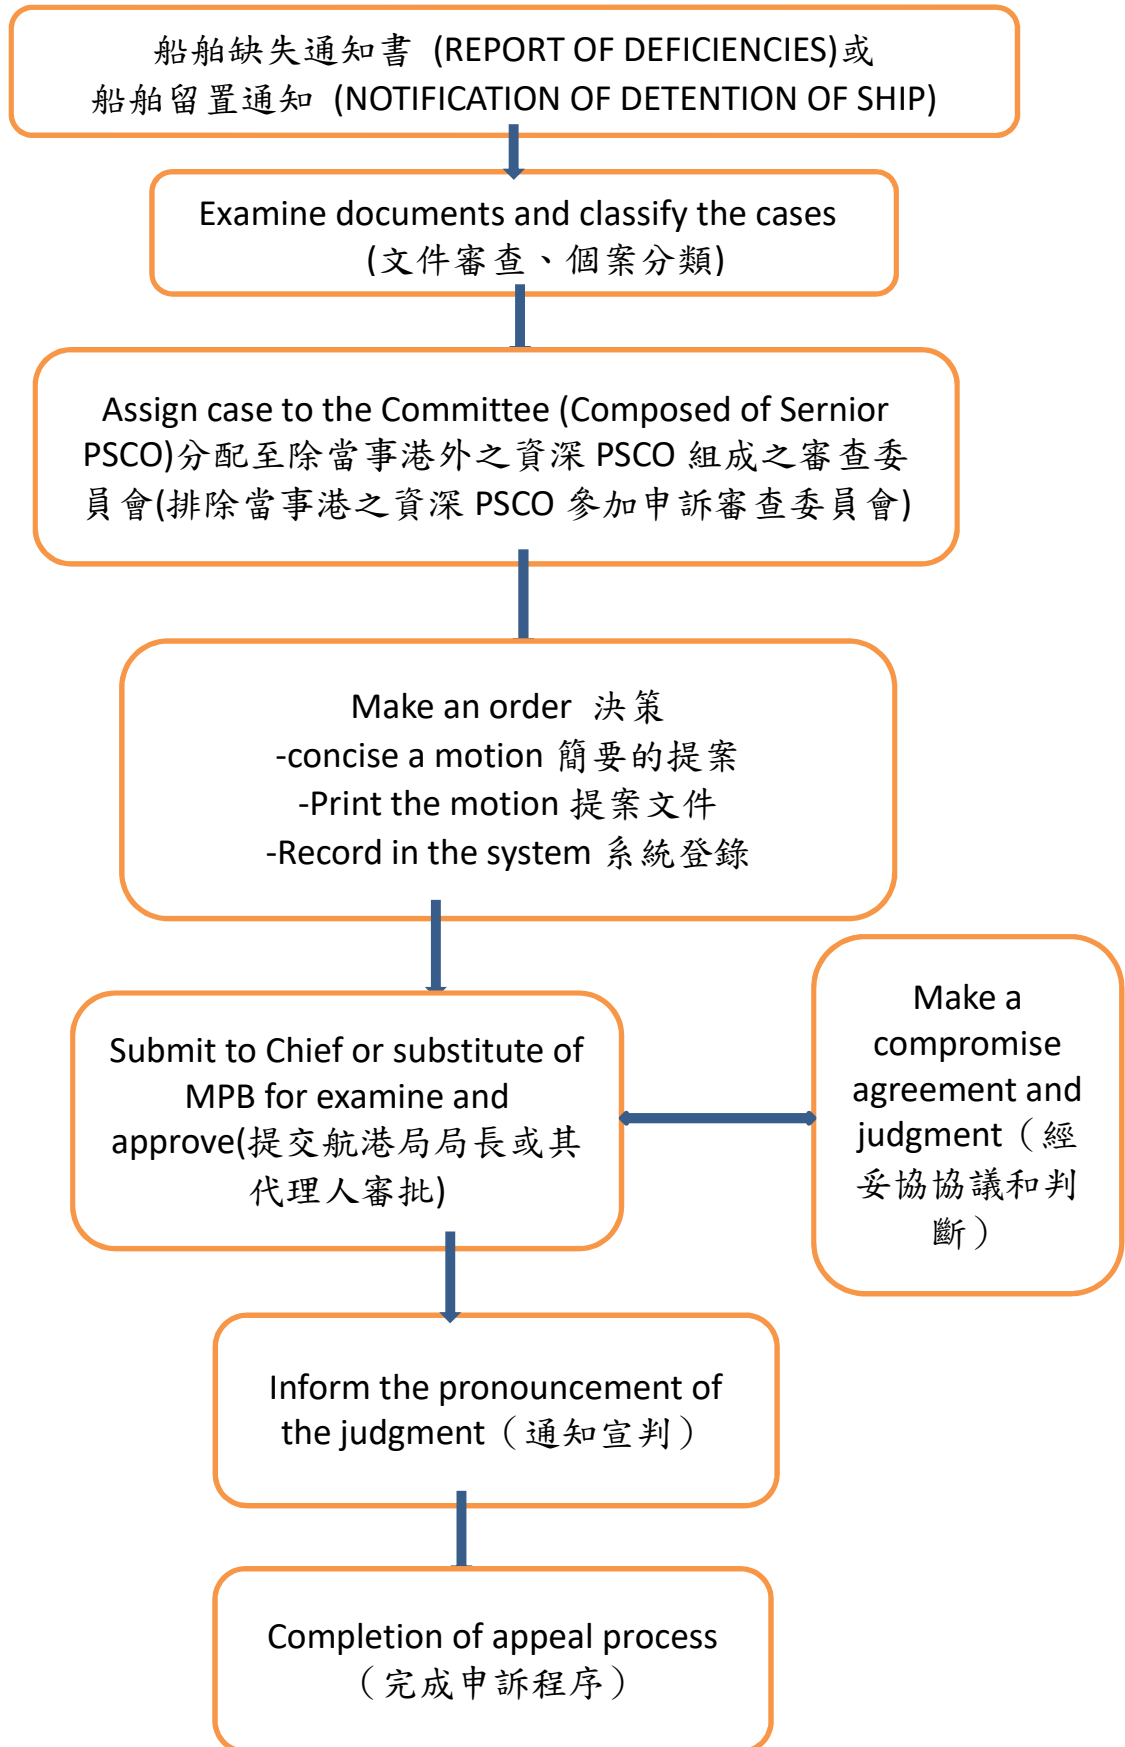 船舶缺失通知書 (REPORT OF DEFICIENCIES)或
船舶留置通知 (NOTIFICATION OF DETENTION OF SHIP)
Examine documents and classify the cases
(文件審查、個案分類)
Assign case to the Committee (Composed of Sernior
PSCO)分配至除當事港外之資深 PSCO 組成之審查委
員會(排除當事港之資深 PSCO 參加申訴審查委員會)
Make an order 決策
-concise a motion 簡要的提案
-Print the motion 提案文件
-Record in the system 系統登錄
Submit to Chief or substitute of
MPB for examine and
approve(提交航港局局長或其
代理人審批)
Make a
compromise
agreement and
judgment（經
妥協協議和判
斷）
Inform the pronouncement of
the judgment（通知宣判）
Completion of appeal process
（完成申訴程序）